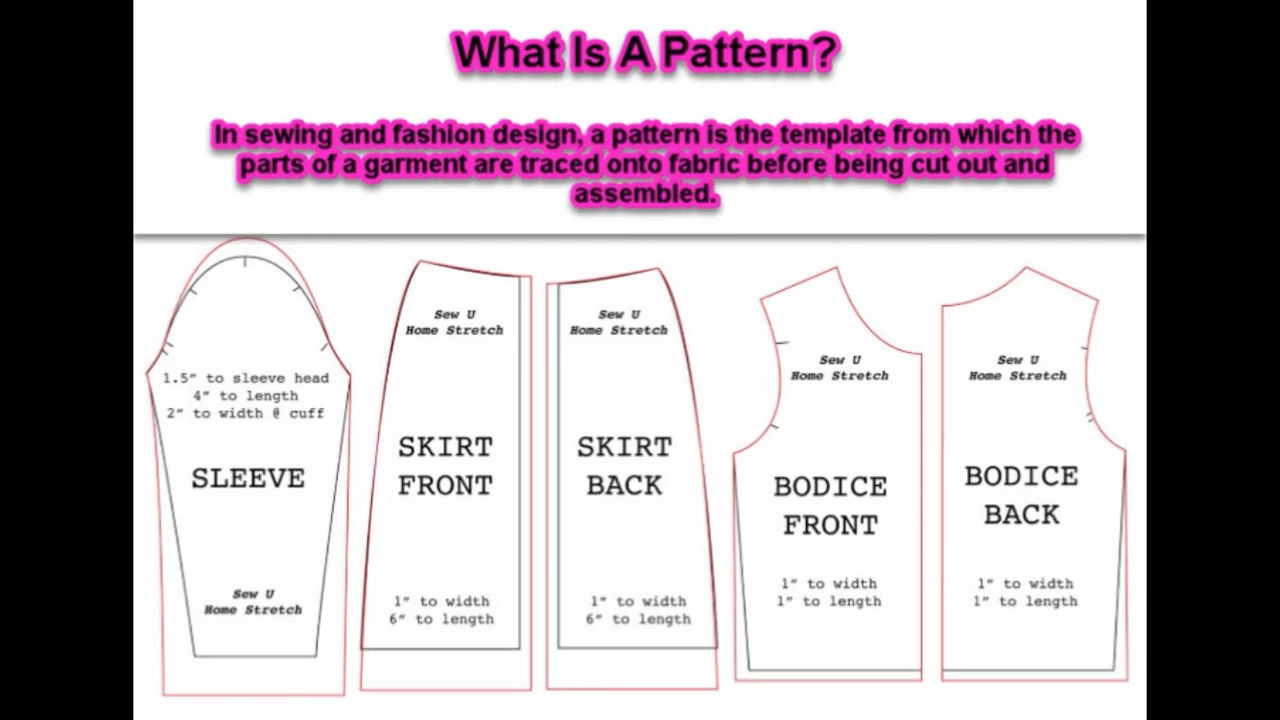 What Is A Pattern?
In sewing and fashion design, a pattern is the template from which the
parts of a garment are traced onto fabric before being cut out and
assembled.
1.5" to sleeve head
4" to length
2" to width @ cuff
SLEEVE
Sew U
Home Stretch
Sew U
Home Stretch
SKIRT
FRONT
1" to width
6" to length
Sew U
Home Stretch
SKIRT
BACK
1" to width
6" to length
Sew U
Home Stretch
BODICE
FRONT
1" to width
1" to length
Sew U
Home Stretch
BODICE
BACK
1" to width
1" to length